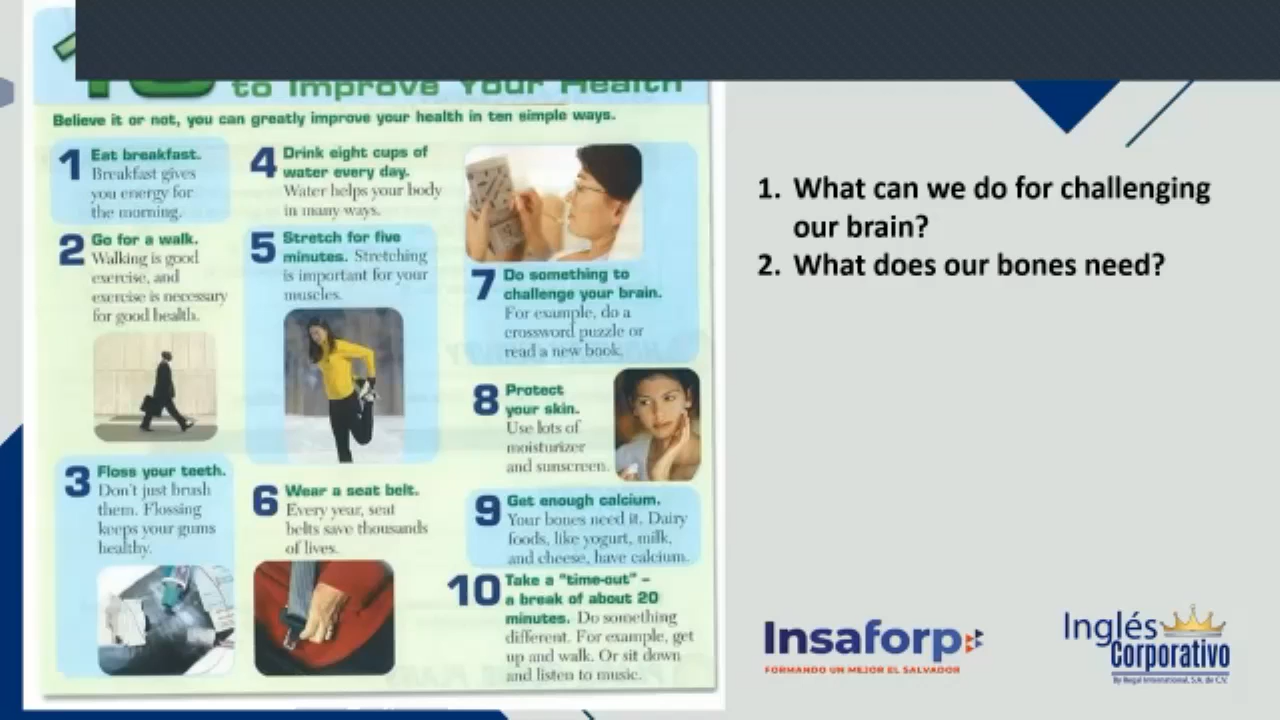 to Improve Your Health
Believe it or not, you can greatly improve your health in ten simple ways.
1 Eat breakfast.
Breakfast gives
you energy for
the morning.
2 Go for a walk.
Walking is good
exercise, and
exercise is necessary
for good health.
3 Floss your teeth.
Don't just brush
them. Flossing
keeps your gums
healthy.
4 Drink eight cups of
water every day.
Water helps your body
in many ways.
5 Stretch for five
minutes. Stretching
is important for your
muscles.
6 Wear a seat belt.
Every year, seat
belts save thousands
of lives.
7 Do something to
challenge your brain.
For example, do a
crossword puzzle or
read a new book.
8 Protect
your skin.
Use lots of
moisturizer
and sunscreen.
9 Get enough calcium.
Your bones need it. Dairy
foods, like yogurt, milk,
and cheese, have calcium.
10 Take a "time-out" –
a break of about 20
minutes. Do something
different. For example, get
up and walk. Or sit down
and listen to music.
1. What can we do for challenging
our brain?
2. What does our bones need?
Insaforp
FORMANDO UN MEJOR EL SALVADOR
Inglés
Corporativo
By Regal International, S.A. de C.V.